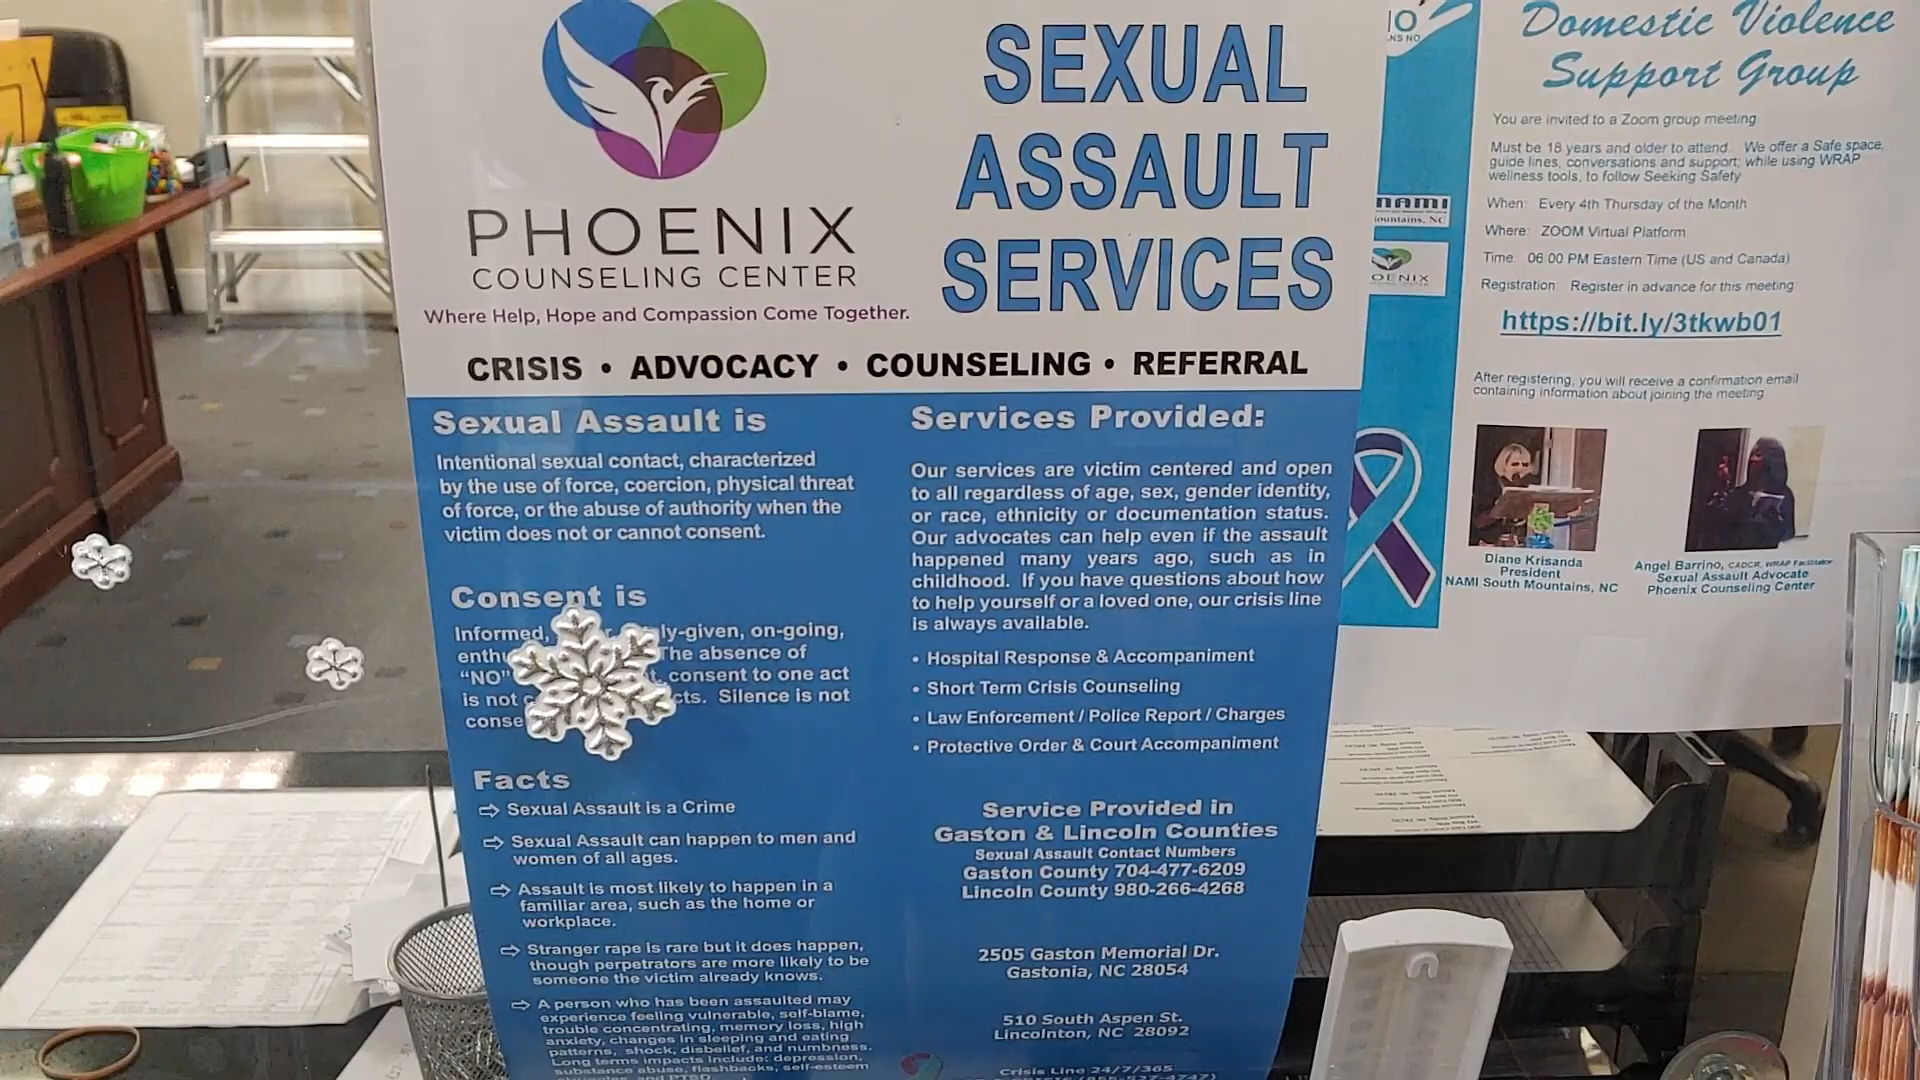 PHOENIX
COUNSELING CENTER
Where Help, Hope and Compassion Come Together.
SEXUAL
ASSAULT
SERVICES
CRISIS • ADVOCACY • COUNSELING • REFERRAL
Sexual Assault is
Intentional sexual contact, characterized
by the use of force, coercion, physical threat
of force, or the abuse of authority when the
victim does not or cannot consent.
Consent is
Informed, ly-given, on-going,
The absence of
"NO" consent to one act
is not Silence is not
Facts
⇨ Sexual Assault is a Crime
⇨ Sexual Assault can happen to men and
women of all ages.
⇨ Assault is most likely to happen in a
familiar area, such as the home or
workplace.
⇨ Stranger rape is rare but it does happen,
though perpetrators are more likely to be
someone the victim already knows.
⇨ A person who has been assaulted may
experience feeling vulnerable, self-blame,
trouble concentrating, memory loss, high
anxiety, changes in sleeping and eating
patterns, shock, disbelief, and numbness.
Long terms impacts include: depression,
substance abuse, flashbacks, self-esteem
Services Provided:
Our services are victim centered and open
to all regardless of age, sex, gender identity,
or race, ethnicity or documentation status.
Our advocates can help even if the assault
happened many years ago, such as in
childhood. If you have questions about how
to help yourself or a loved one, our crisis line
is always available.
• Hospital Response & Accompaniment
• Short Term Crisis Counseling
• Law Enforcement / Police Report / Charges
• Protective Order & Court Accompaniment
Service Provided in
Gaston & Lincoln Counties
Sexual Assault Contact Numbers
Gaston County 704-477-6209
Lincoln County 980-266-4268
2505 Gaston Memorial Dr.
Gastonia, NC 28054
510 South Aspen St.
Lincolnton, NC 28092
Crisis Line 24/7/365
Domestic Violence
Support Group
You are invited to a Zoom group meeting
Must be 18 years and older to attend. We offer a Safe space,
guide lines, conversations and support; while using WRAP
wellness tools, to follow Seeking Safety
When: Every 4th Thursday of the Month
Where: ZOOM Virtual Platform
Time: 06:00 PM Eastern Time (US and Canada)
Registration: Register in advance for this meeting:
https://bit.ly/3tkwb01
After registering, you will receive a confirmation email
containing information about joining the meeting
Diane Krisanda
President
NAMI South Mountains, NC
Angel Barrino, CADCR, WRAP Facilitator
Sexual Assault Advocate
Phoenix Counseling Center
NAMI
ountains, NC
OENIX